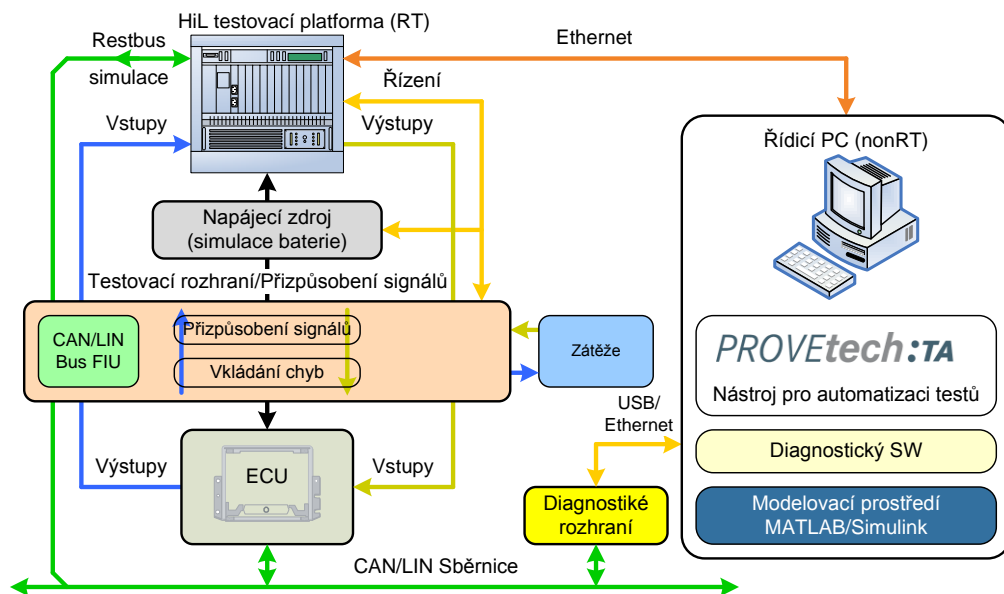 HiL testovací platforma (RT)
Restbus
simulace
Ethernet
Řízení
Vstupy
Výstupy
Řídicí PC (nonRT)
Napájecí zdroj
(simulace baterie)
Testovací rozhraní/Přizpůsobení signálů
CAN/LIN
Bus FIU
Přizpůsobení signálů
Vkládání chyb
Zátěže
PROVEtech:TA
Nástroj pro automatizaci testů
USB/
Ethernet
Diagnostický SW
Výstupy
ECU
Vstupy
Diagnostiké
rozhraní
Modelovací prostředí
MATLAB/Simulink
CAN/LIN Sběrnice